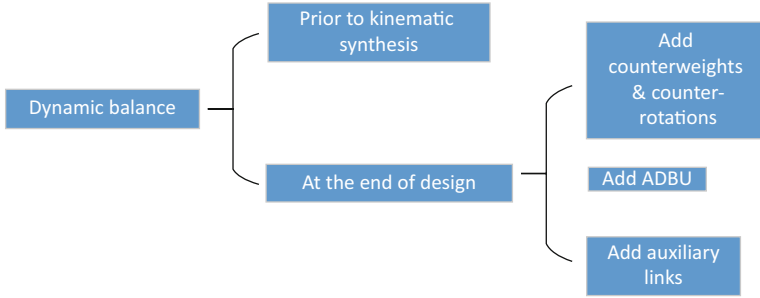 Prior to kinematic
synthesis
Dynamic balance
At the end of design
Add
counterweights
& counter-
rotations
Add ADBU
Add auxiliary
links